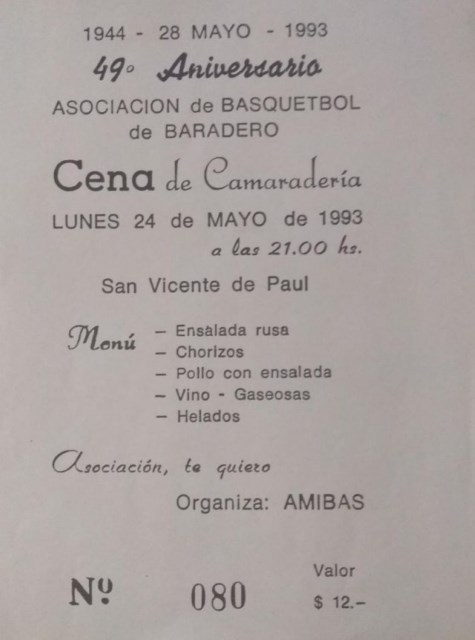 1944 - 28 MAYO - 1993
49º Aniversario
ASOCIACION de BASQUETBOL
de BARADERO
Cena de Camaradería
LUNES 24 de MAYO de 1993
a las 21.00 hs.
San Vicente de Paul
Menú
— Ensalada rusa
— Chorizos
— Pollo con ensalada
— Vino - Gaseosas
— Helados
Asociación, te quiero
Organiza: AMIBAS
Valor
Nº 080 $ 12.–